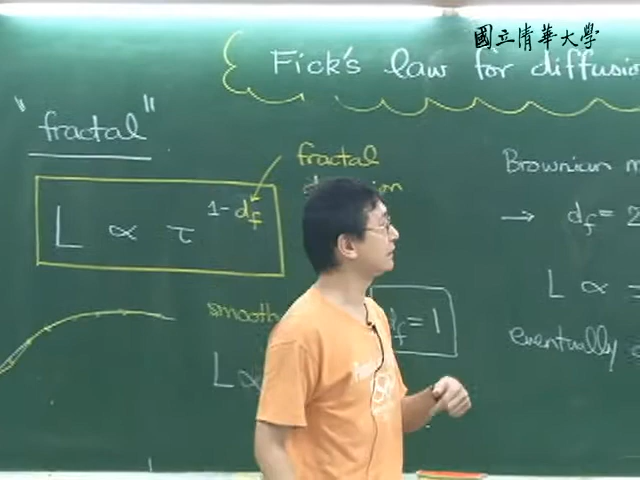 國立清華大學
Fick's law for diffusio
"fractal"
fractal
L ∝ τ^{1-d_f}
Brownian m
→ d_f = 2
smooth
d_f = 1
L ∝
L ∝
eventually